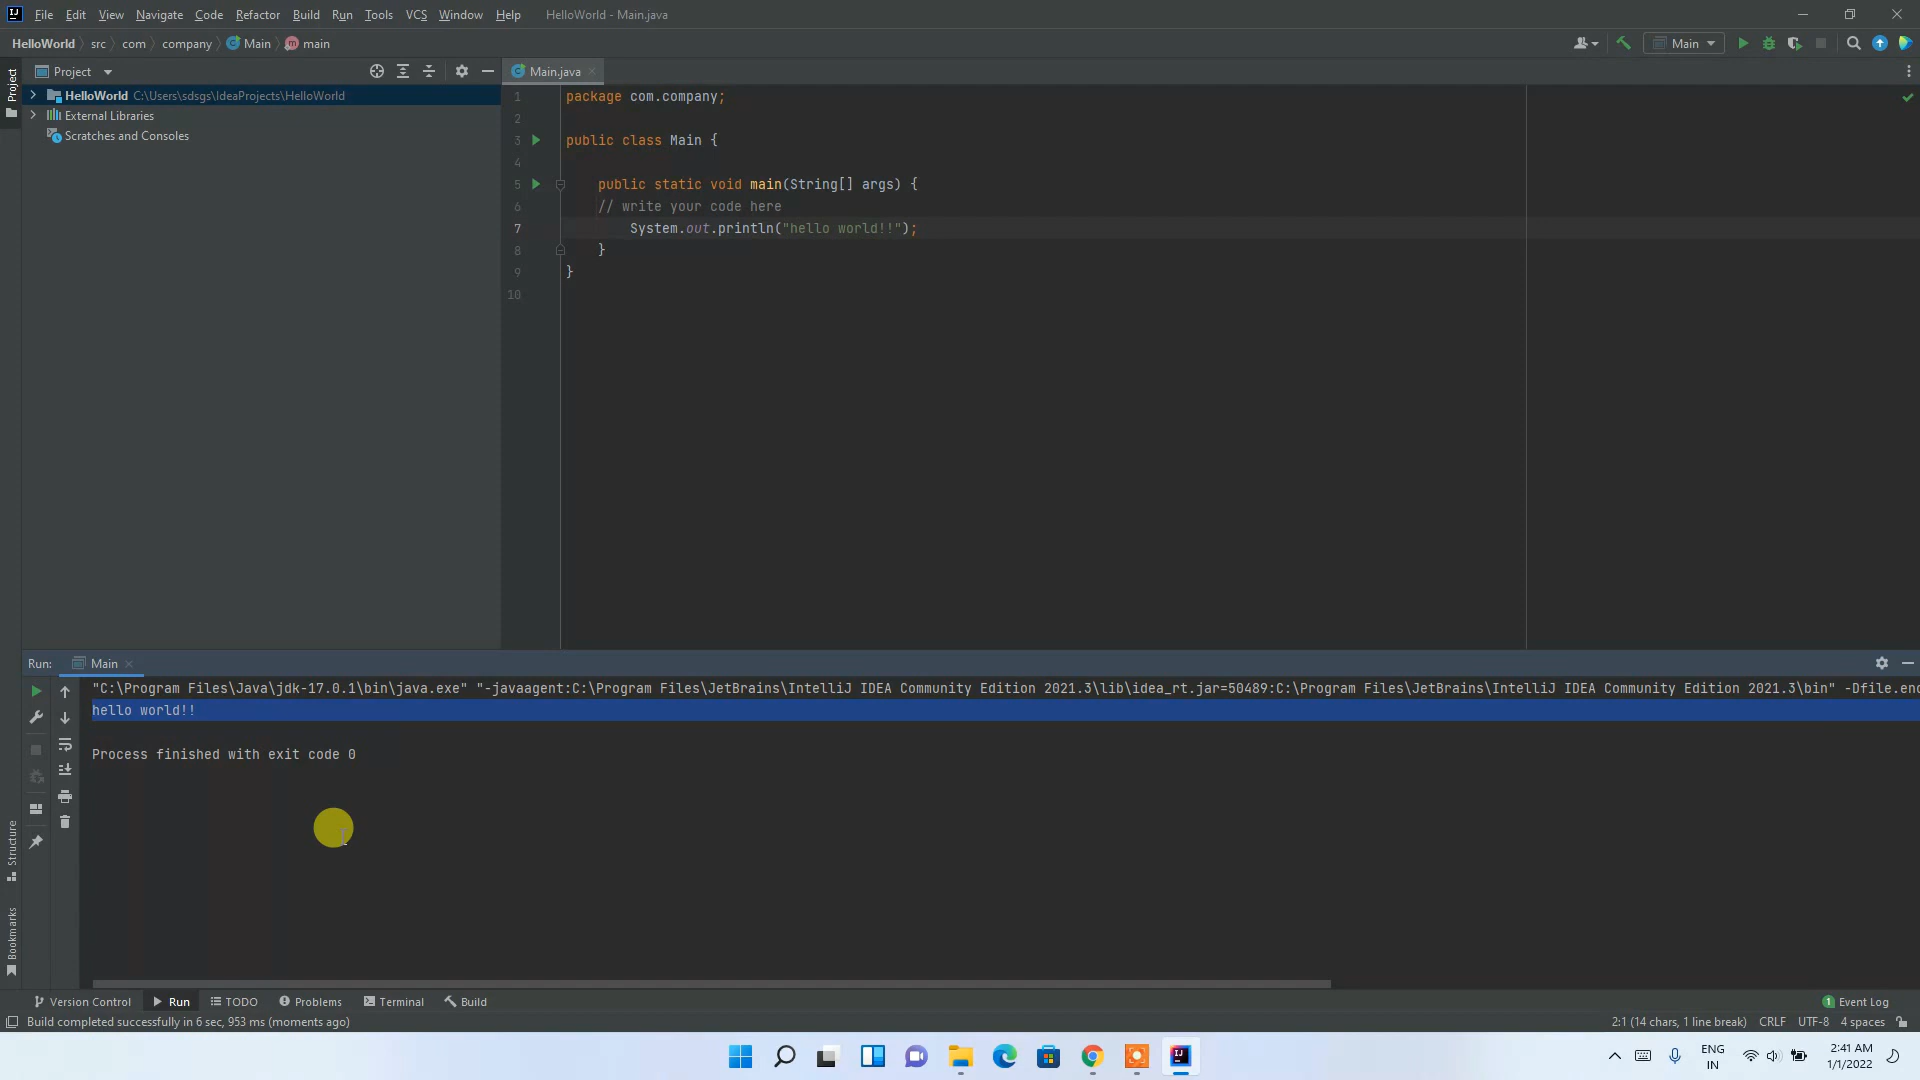 File Edit View Navigate Code Refactor Build Run Tools VCS Window Help HelloWorld - Main.java
HelloWorld src com company Main main
Main
Project
Main.java
Project
HelloWorld C:\Users\sdsgs\IdeaProjects\HelloWorld
External Libraries
Scratches and Consoles
1 package com.company;
2
3 public class Main {
4
5 public static void main(String[] args) {
6 // write your code here
7 System.out.println("hello world!!");
8 }
9 }
10
Run: Main
"C:\Program Files\Java\jdk-17.0.1\bin\java.exe" "-javaagent:C:\Program Files\JetBrains\IntelliJ IDEA Community Edition 2021.3\lib\idea_rt.jar=50489:C:\Program Files\JetBrains\IntelliJ IDEA Community Edition 2021.3\bin" -Dfile.enc
hello world!!
Process finished with exit code 0
Structure
Bookmarks
Version Control Run TODO Problems Terminal Build
1 Event Log
Build completed successfully in 6 sec, 953 ms (moments ago)
2:1 (14 chars, 1 line break) CRLF UTF-8 4 spaces
ENG
IN
2:41 AM
1/1/2022